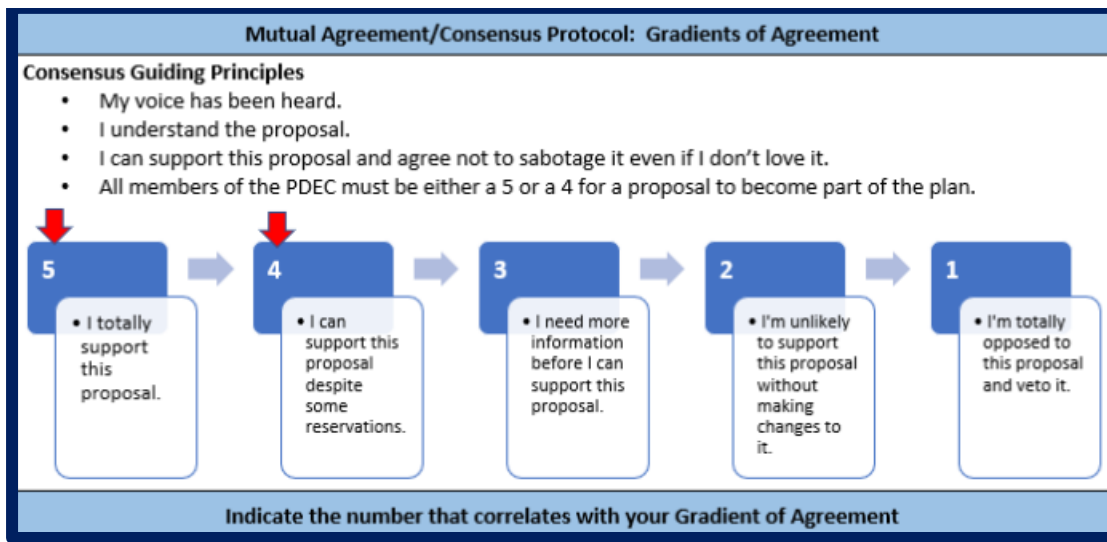 Mutual Agreement/Consensus Protocol:  Gradients of Agreement
Consensus Guiding Principles
• My voice has been heard.
• I understand the proposal.
• I can support this proposal and agree not to sabotage it even if I don't love it.
• All members of the PDEC must be either a 5 or a 4 for a proposal to become part of the plan.
5
• I totally
support
this
proposal.
4
• I can
support this
proposal
despite
some
reservations.
3
• I need more
information
before I can
support this
proposal.
2
• I'm unlikely
to support
this proposal
without
making
changes to
it.
1
• I'm totally
opposed to
this proposal
and veto it.
Indicate the number that correlates with your Gradient of Agreement